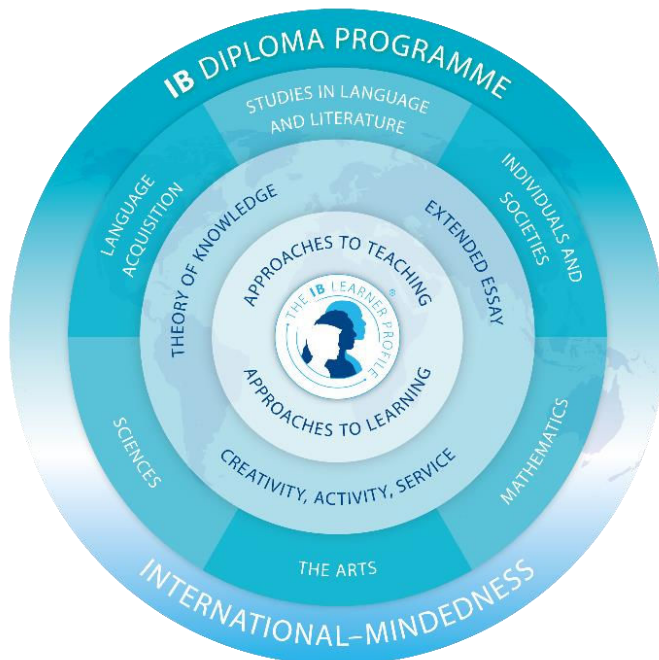 IB DIPLOMA PROGRAMME
STUDIES IN LANGUAGE
AND LITERATURE
LANGUAGE
ACQUISITION
INDIVIDUALS AND
SOCIETIES
THEORY OF KNOWLEDGE
EXTENDED ESSAY
APPROACHES TO TEACHING
THE IB LEARNER PROFILE
®
APPROACHES TO LEARNING
CREATIVITY, ACTIVITY, SERVICE
SCIENCES
MATHEMATICS
THE ARTS
INTERNATIONAL–MINDEDNESS